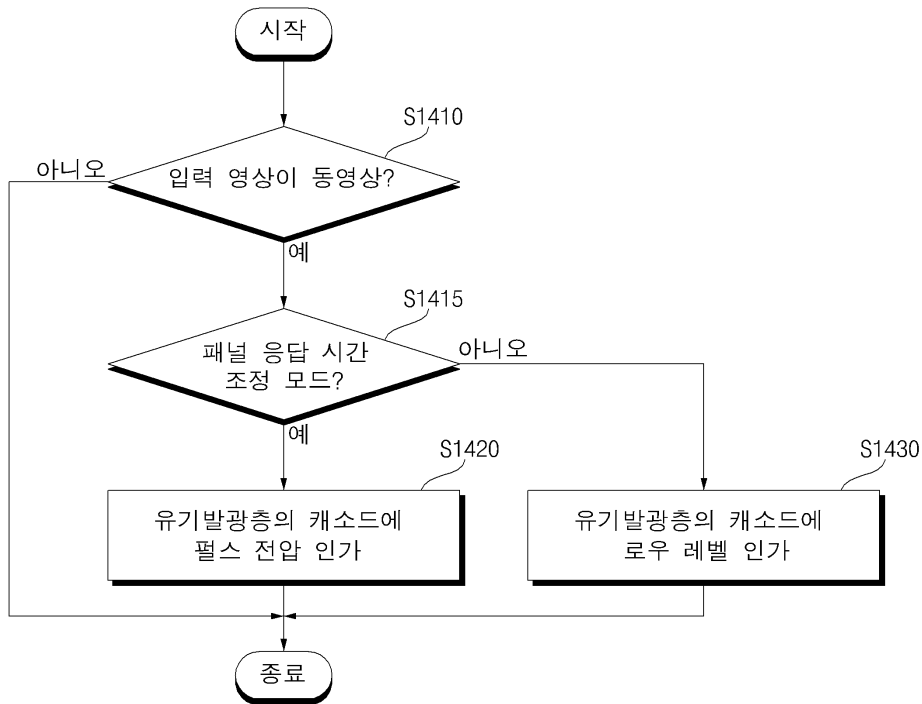 시작
S1410
아니오
입력 영상이 동영상?
예
S1415
패널 응답 시간
조정 모드?
아니오
예
S1420
유기발광층의 캐소드에
펄스 전압 인가
S1430
유기발광층의 캐소드에
로우 레벨 인가
종료